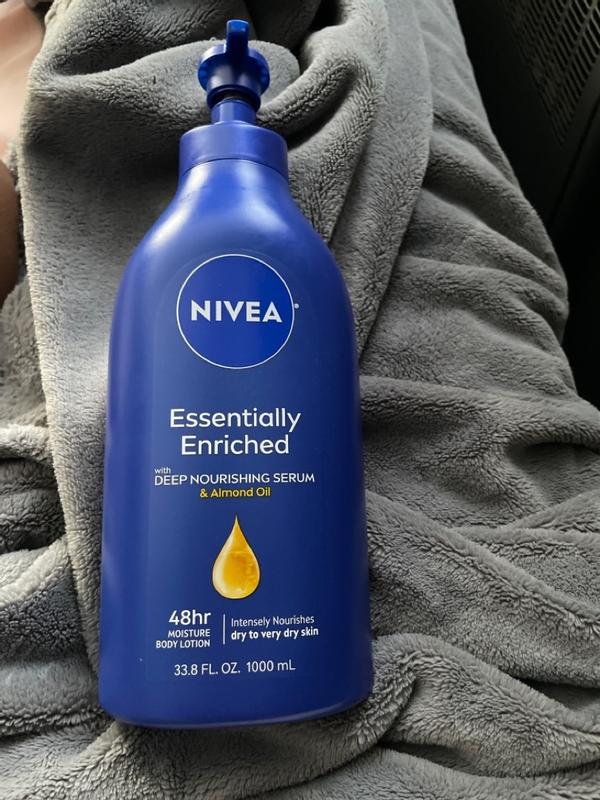 NIVEA®
Essentially
Enriched
with
DEEP NOURISHING SERUM
& Almond Oil
48hr
MOISTURE
BODY LOTION
Intensely Nourishes
dry to very dry skin
33.8 FL. OZ. 1000 mL